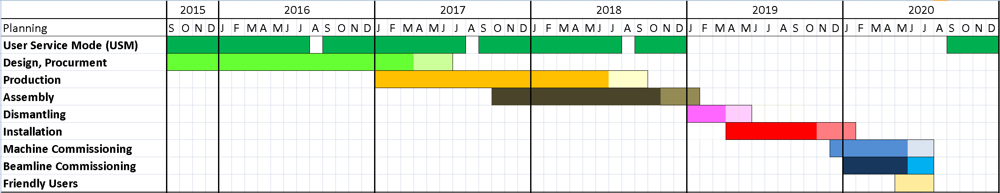 2015 2016 2017 2018 2019 2020
Planning S O N D J F M A M J J A S O N D J F M A M J J A S O N D J F M A M J J A S O N D J F M A M J J A S O N D J F M A M J J A S O N D
User Service Mode (USM)
Design, Procurment
Production
Assembly
Dismantling
Installation
Machine Commissioning
Beamline Commissioning
Friendly Users